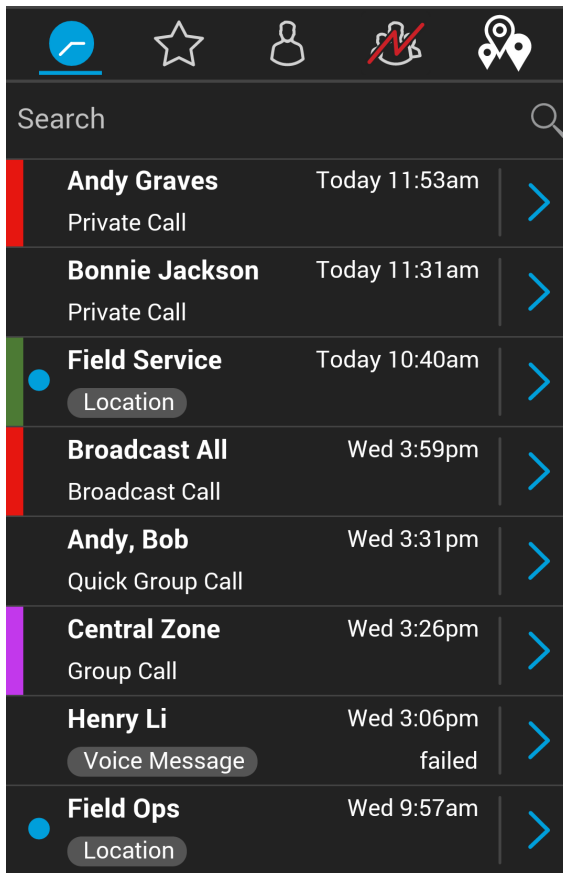 Search
Andy Graves Today 11:53am
Private Call
Bonnie Jackson Today 11:31am
Private Call
Field Service Today 10:40am
Location
Broadcast All Wed 3:59pm
Broadcast Call
Andy, Bob Wed 3:31pm
Quick Group Call
Central Zone Wed 3:26pm
Group Call
Henry Li Wed 3:06pm
Voice Message failed
Field Ops Wed 9:57am
Location